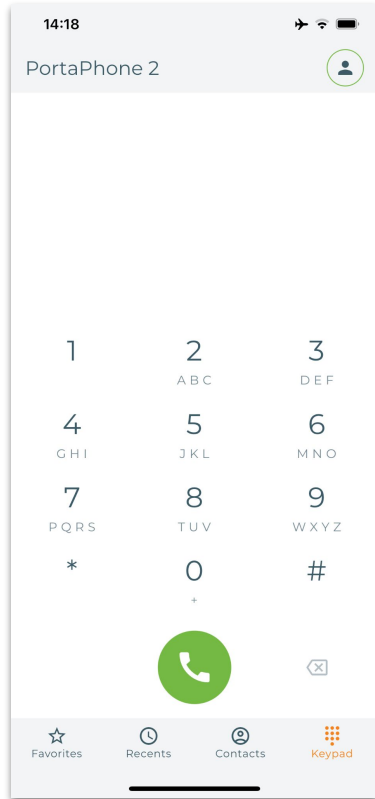 14:18
PortaPhone 2
1 2 3
ABC DEF
4 5 6
GHI JKL MNO
7 8 9
PQRS TUV WXYZ
* 0 #
+
Favorites Recents Contacts Keypad